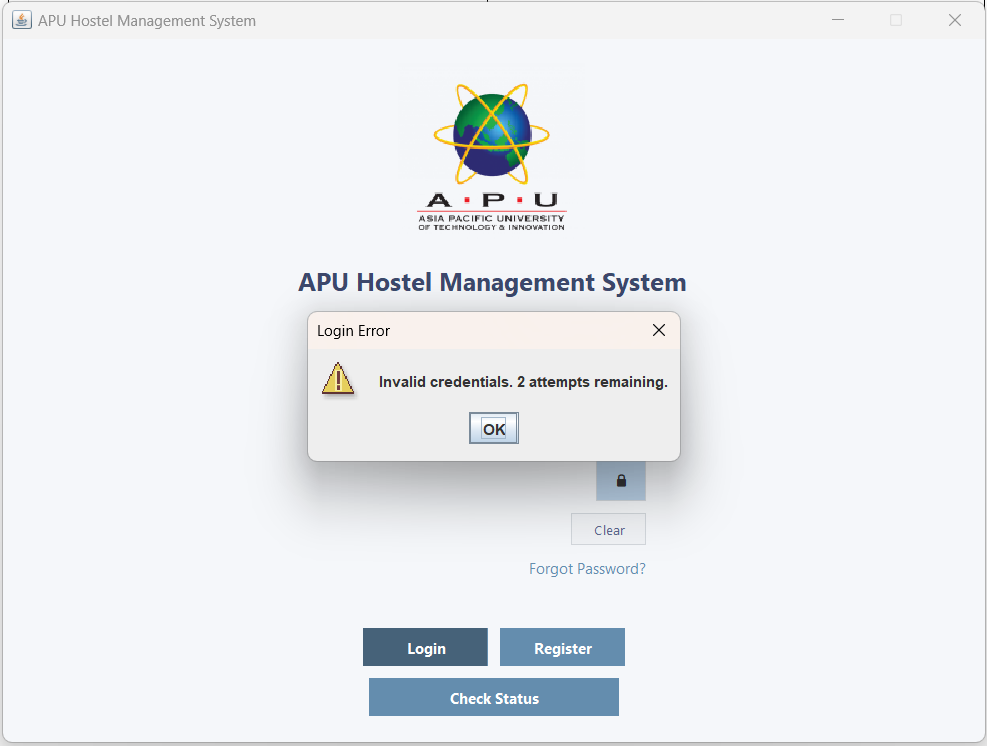 APU Hostel Management System
A·P·U
ASIA PACIFIC UNIVERSITY
OF TECHNOLOGY & INNOVATION
APU Hostel Management System
Login Error
Invalid credentials. 2 attempts remaining.
OK
Clear
Forgot Password?
Login Register
Check Status